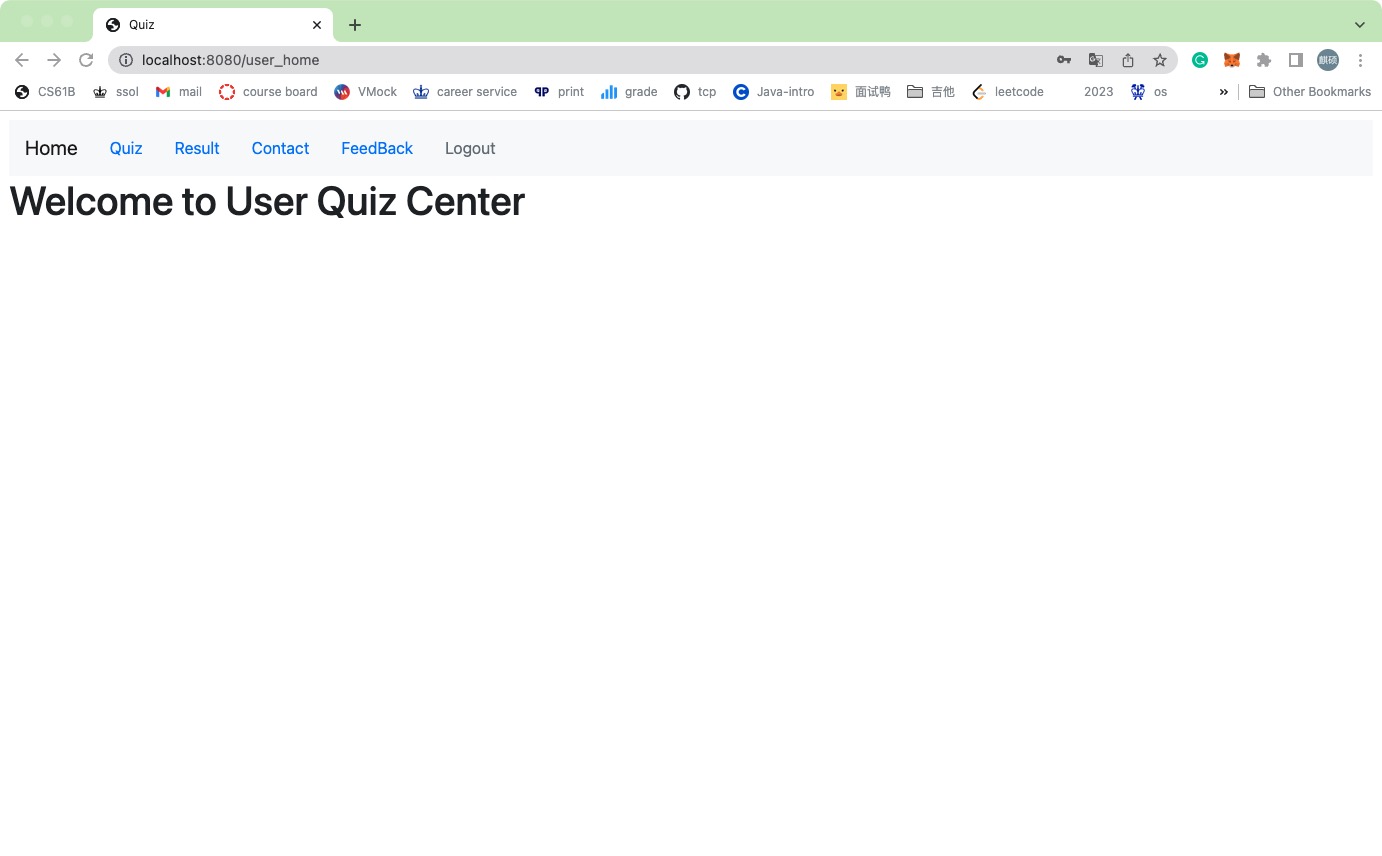 Quiz
localhost:8080/user_home
麒硕
CS61B ssol mail course board VMock career service print grade tcp Java-intro 面试鸭 吉他 leetcode 2023 os » Other Bookmarks
Home Quiz Result Contact FeedBack Logout
Welcome to User Quiz Center